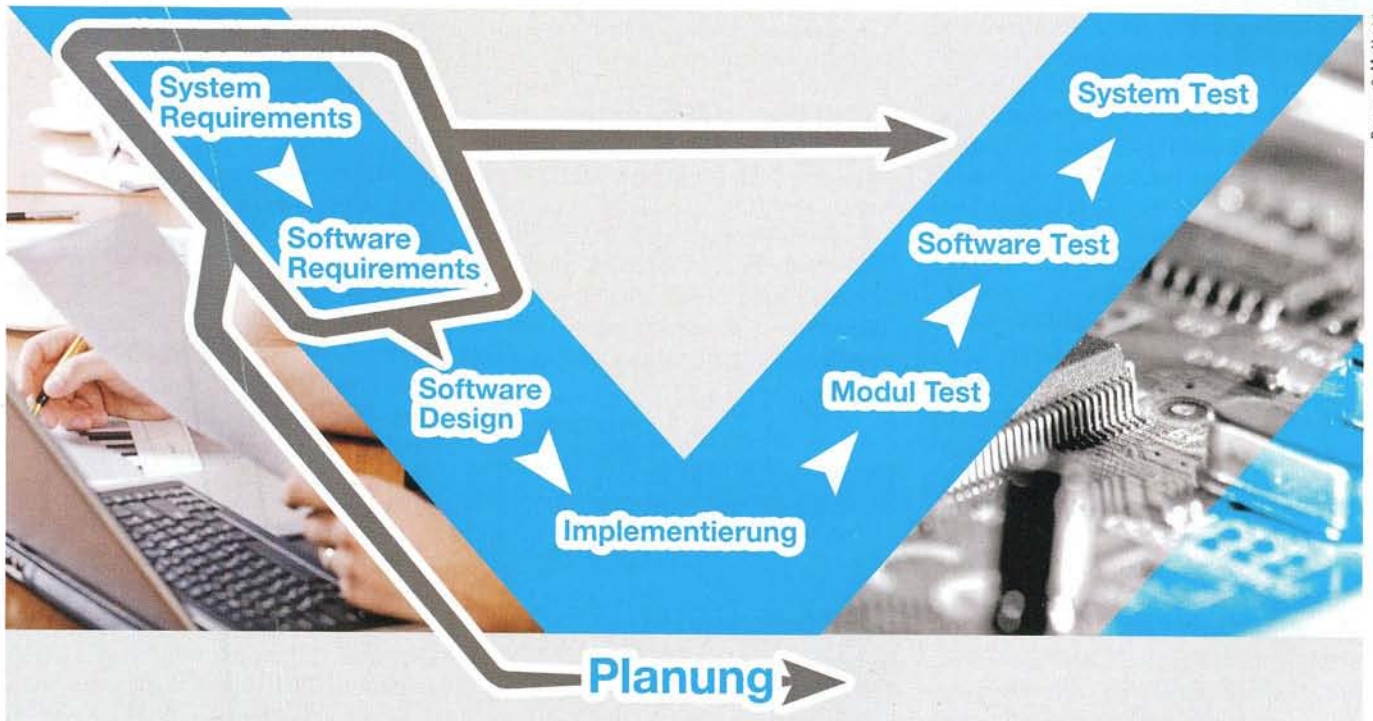 System
Requirements
Software
Requirements
Software
Design
Implementierung
Modul Test
Software Test
System Test
Planung